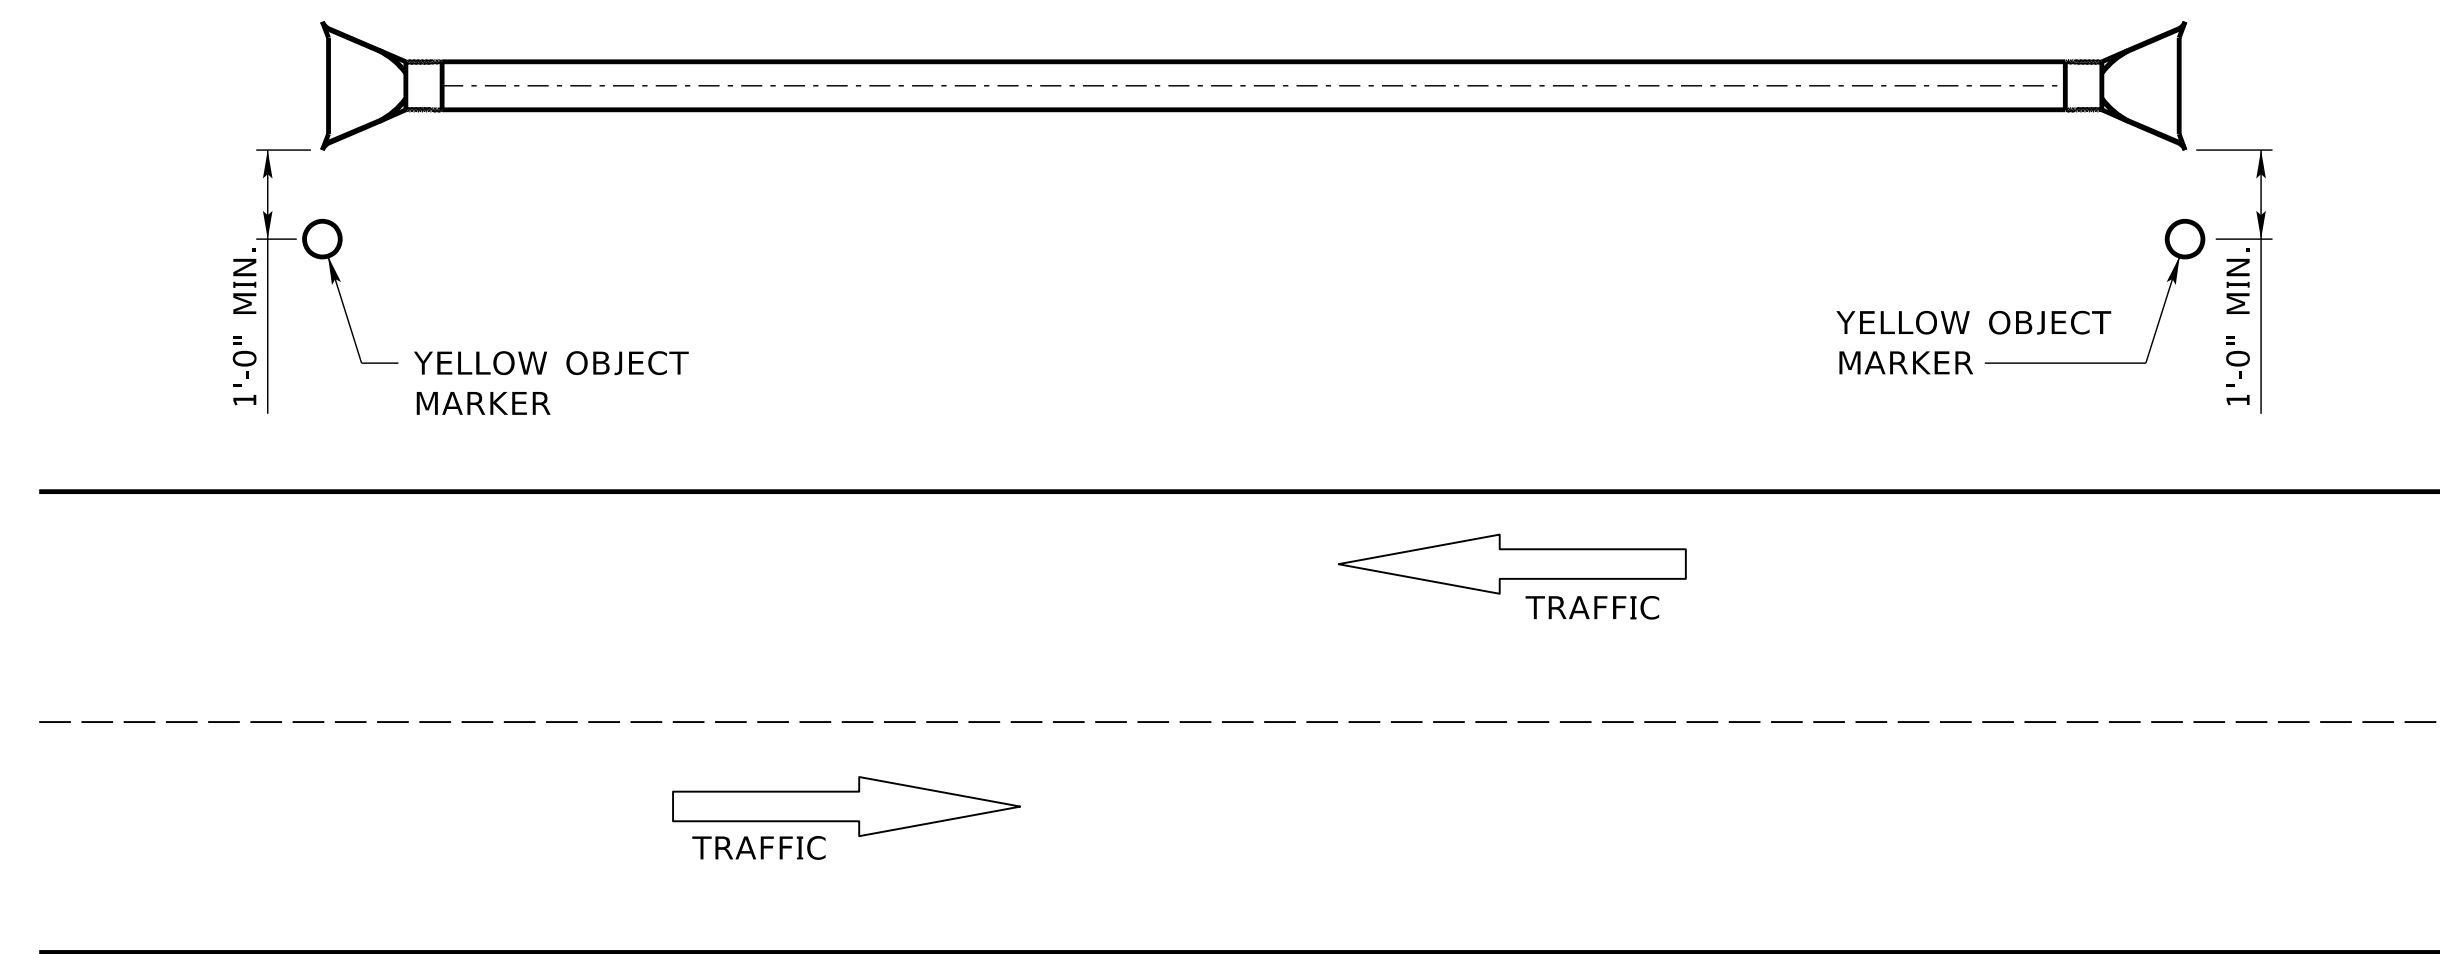 1'-0" MIN.
YELLOW OBJECT
MARKER
YELLOW OBJECT
MARKER
1'-0" MIN.
TRAFFIC
TRAFFIC